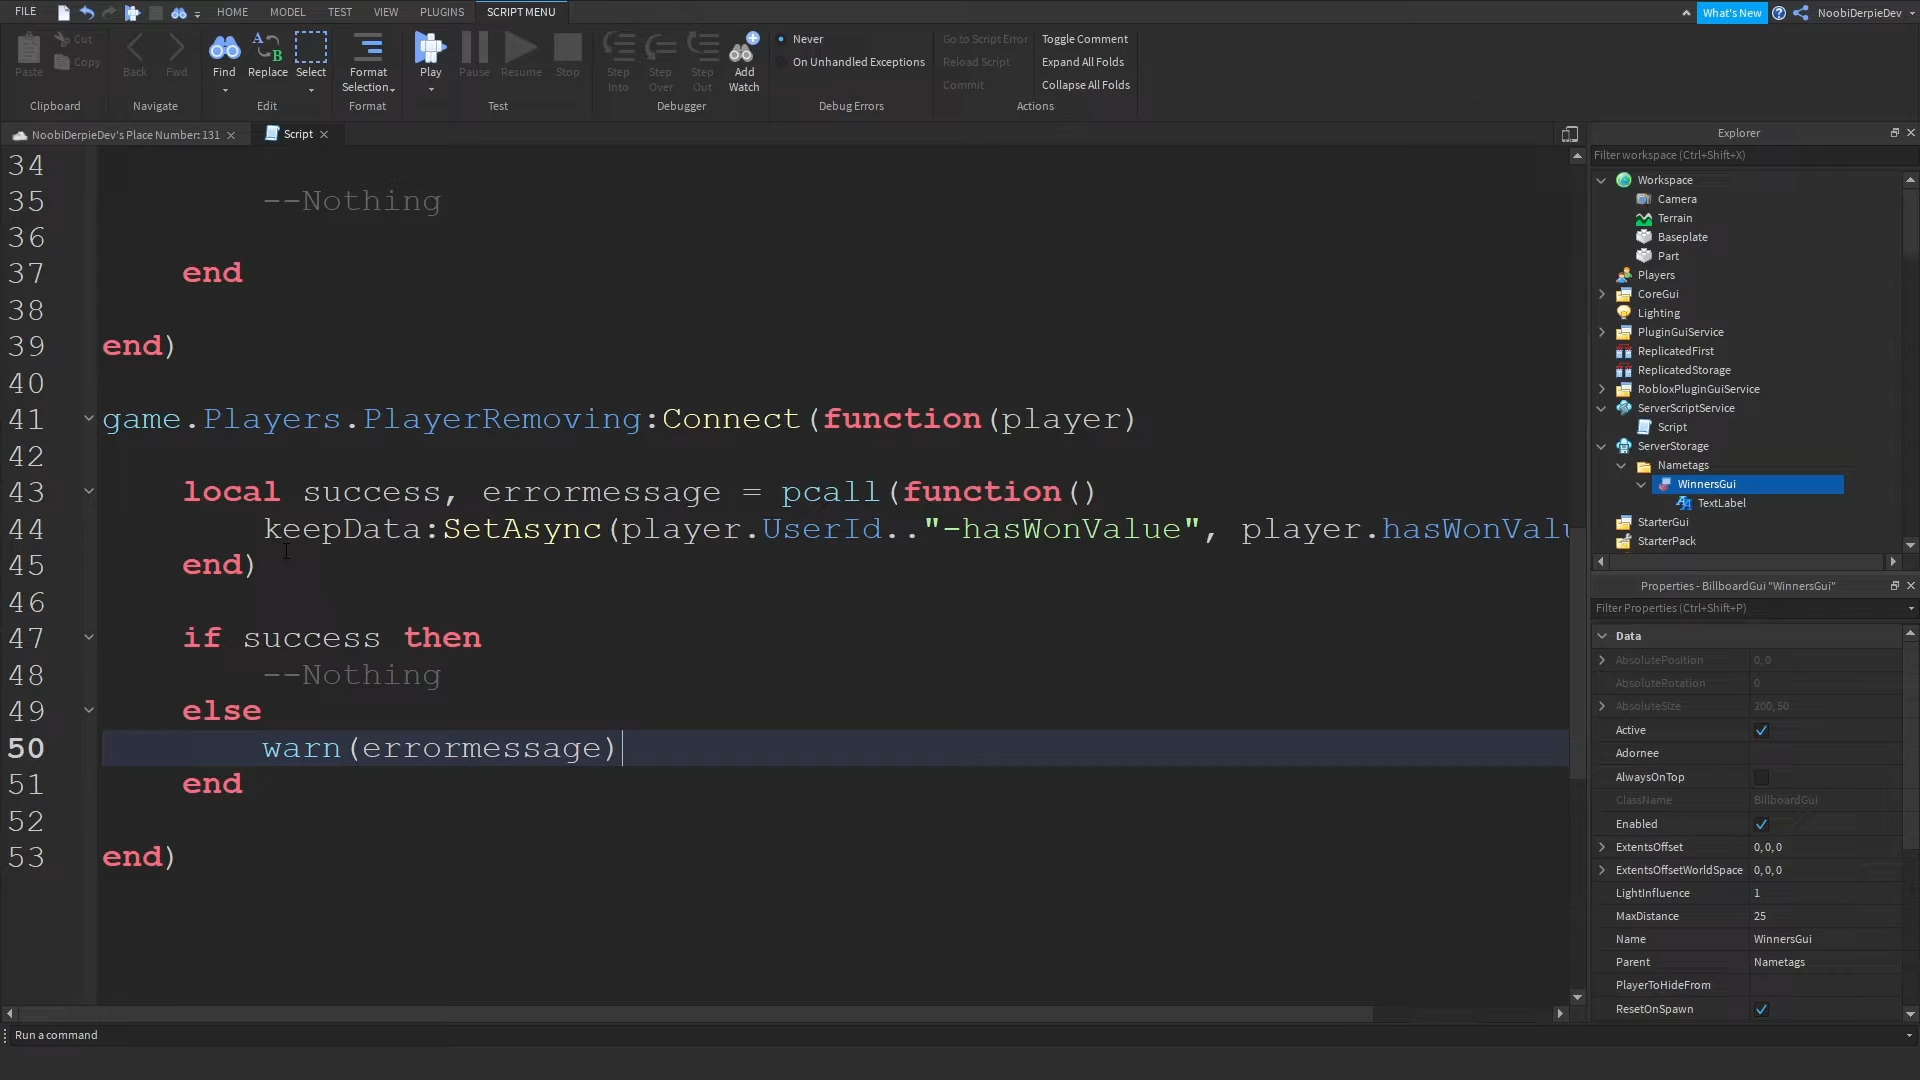 FILE HOME MODEL TEST VIEW PLUGINS SCRIPT MENU What's New NoobiDerpieDev
Paste Cut Copy Back Fwd Find Replace Select Format Selection Play Pause Resume Stop Step Into Step Over Step Out Add Watch
Never
On Unhandled Exceptions
Go to Script Error
Reload Script
Commit
Toggle Comment
Expand All Folds
Collapse All Folds
Clipboard Navigate Edit Format Test Debugger Debug Errors Actions
NoobiDerpieDev's Place Number: 131 Script
34
35 --Nothing
36
37 end
38
39 end)
40
41 game.Players.PlayerRemoving:Connect(function(player)
42
43 local success, errormessage = pcall(function()
44 keepData:SetAsync(player.UserId.."-hasWonValue", player.hasWonValu
45 end)
46
47 if success then
48 --Nothing
49 else
50 warn(errormessage)
51 end
52
53 end)
Run a command
Explorer
Filter workspace (Ctrl+Shift+X)
Workspace
Camera
Terrain
Baseplate
Part
Players
CoreGui
Lighting
PluginGuiService
ReplicatedFirst
ReplicatedStorage
RobloxPluginGuiService
ServerScriptService
Script
ServerStorage
Nametags
WinnersGui
TextLabel
StarterGui
StarterPack
Properties - BillboardGui "WinnersGui"
Filter Properties (Ctrl+Shift+P)
Data
AbsolutePosition 0, 0
AbsoluteRotation 0
AbsoluteSize 200, 50
Active
Adornee
AlwaysOnTop
ClassName BillboardGui
Enabled
ExtentsOffset 0, 0, 0
ExtentsOffsetWorldSpace 0, 0, 0
LightInfluence 1
MaxDistance 25
Name WinnersGui
Parent Nametags
PlayerToHideFrom
ResetOnSpawn